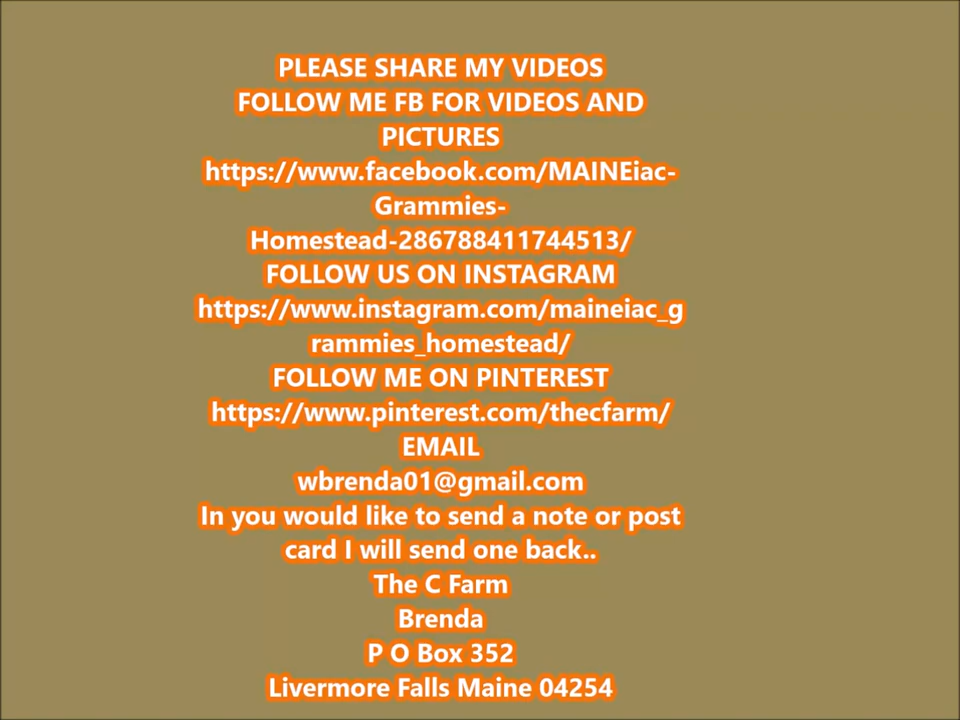 PLEASE SHARE MY VIDEOS
FOLLOW ME FB FOR VIDEOS AND
PICTURES
https://www.facebook.com/MAINEiac-
Grammies-
Homestead-286788411744513/
FOLLOW US ON INSTAGRAM
https://www.instagram.com/maineiac_g
rammies_homestead/
FOLLOW ME ON PINTEREST
https://www.pinterest.com/thecfarm/
EMAIL
wbrenda01@gmail.com
In you would like to send a note or post
card I will send one back..
The C Farm
Brenda
P O Box 352
Livermore Falls Maine 04254